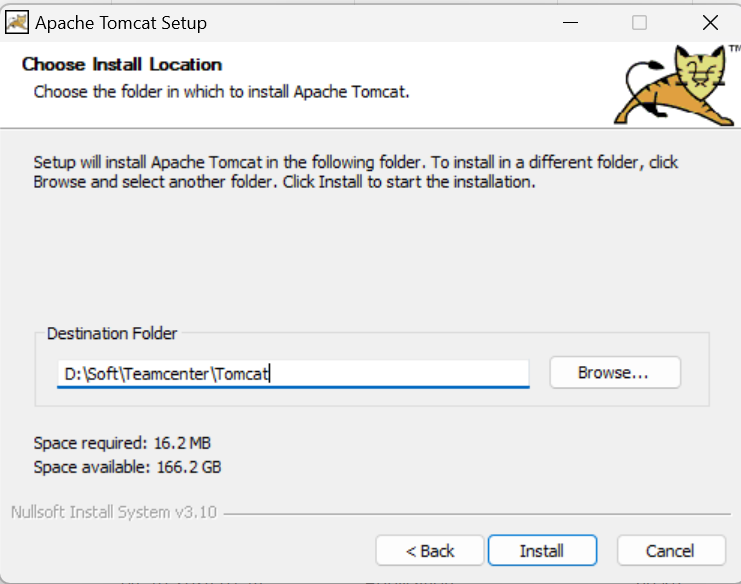 Apache Tomcat Setup
Choose Install Location
Choose the folder in which to install Apache Tomcat.
TM
Setup will install Apache Tomcat in the following folder. To install in a different folder, click
Browse and select another folder. Click Install to start the installation.
Destination Folder
D:\Soft\Teamcenter\Tomcat
Browse...
Space required: 16.2 MB
Space available: 166.2 GB
Nullsoft Install System v3.10
< Back
Install
Cancel